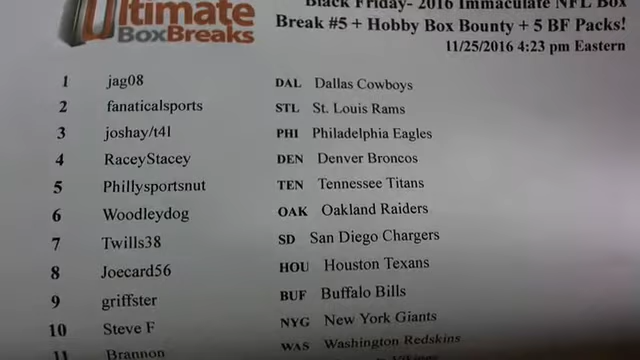 Ultimate
BoxBreaks
Black Friday- 2016 Immaculate NFL Box
Break #5 + Hobby Box Bounty + 5 BF Packs!
11/25/2016 4:23 pm Eastern
1 jag08 DAL Dallas Cowboys
2 fanaticalsports STL St. Louis Rams
3 joshay/t4l PHI Philadelphia Eagles
4 RaceyStacey DEN Denver Broncos
5 Phillysportsnut TEN Tennessee Titans
6 Woodleydog OAK Oakland Raiders
7 Twills38 SD San Diego Chargers
8 Joecard56 HOU Houston Texans
9 griffster BUF Buffalo Bills
10 Steve F NYG New York Giants
11 Brannon WAS Washington Redskins